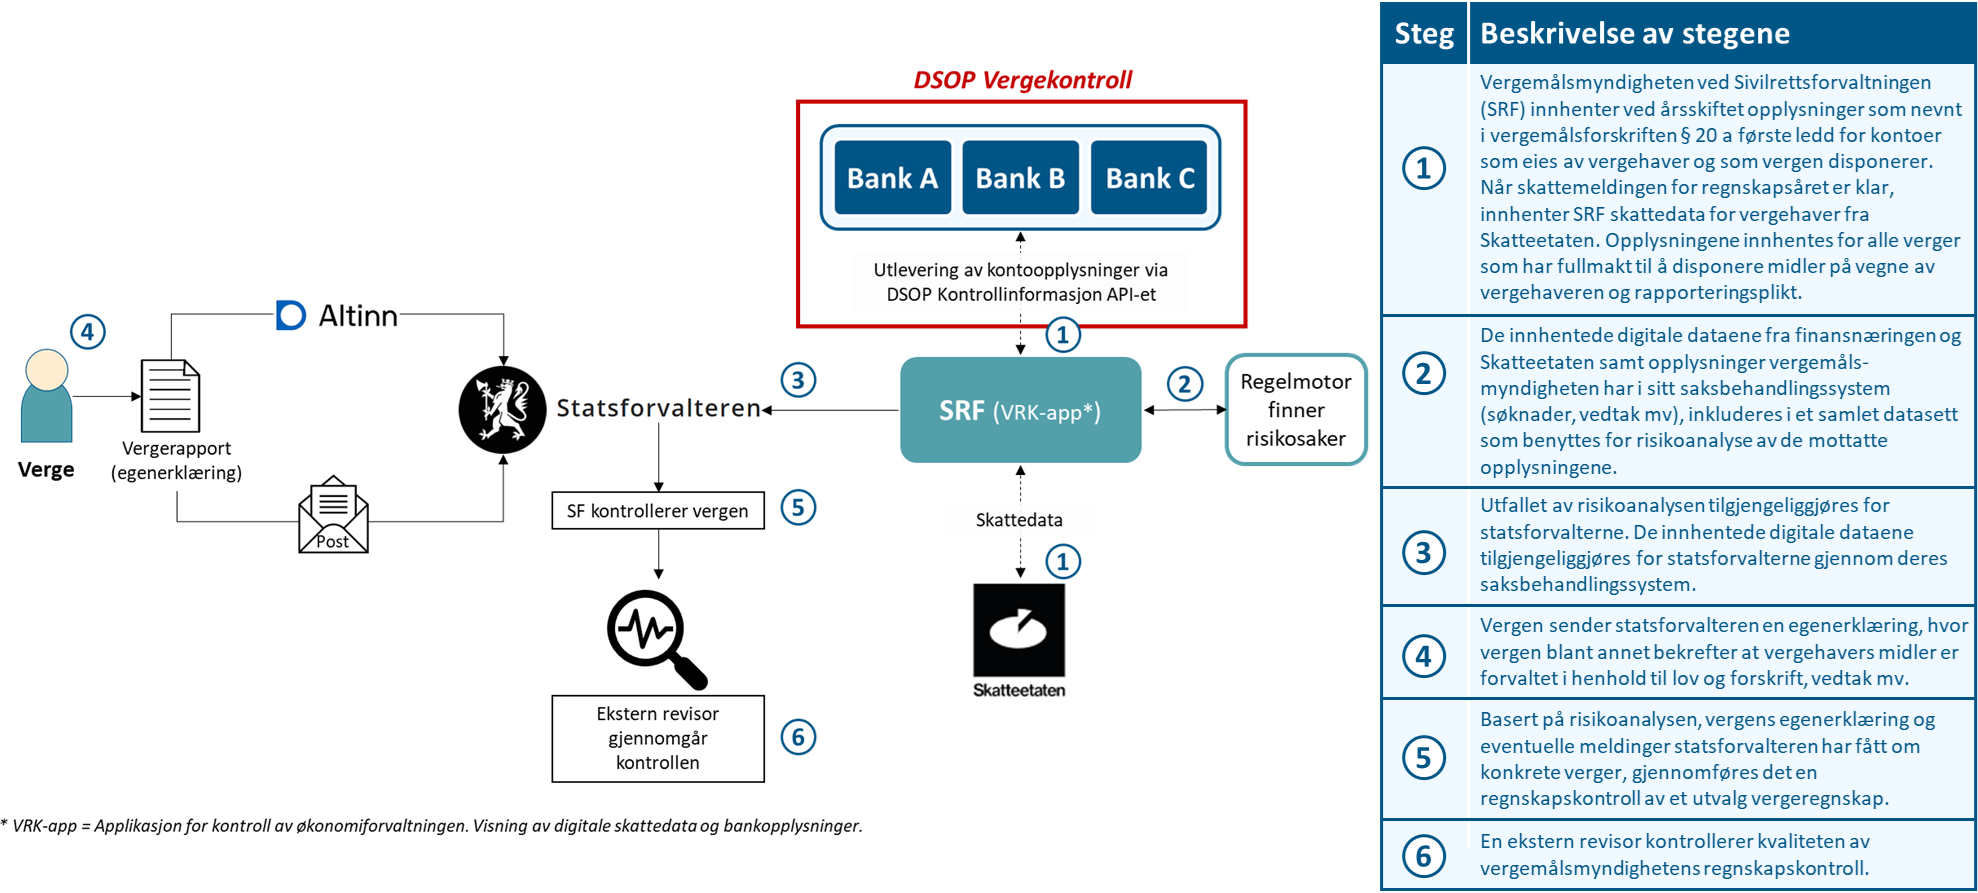 DSOP Vergekontroll
Bank A
Bank B
Bank C
Utlevering av kontoopplysninger via
DSOP Kontrollinformasjon API-et
1
4
Altinn
Verge
Vergerapport
(egenerklæring)
Post
Statsforvalteren
3
SRF (VRK-app*)
2
Regelmotor
finner
risikosaker
SF kontrollerer vergen
5
Skattedata
1
Skatteetaten
Ekstern revisor
gjennomgår
kontrollen
6
* VRK-app = Applikasjon for kontroll av økonomiforvaltningen. Visning av digitale skattedata og bankopplysninger.
Steg
Beskrivelse av stegene
1
Vergemålsmyndigheten ved Sivilrettsforvaltningen
(SRF) innhenter ved årsskiftet opplysninger som nevnt
i vergemålsforskriften § 20 a første ledd for kontoer
som eies av vergehaver og som vergen disponerer.
Når skattemeldingen for regnskapsåret er klar,
innhenter SRF skattedata for vergehaver fra
Skatteetaten. Opplysningene innhentes for alle verger
som har fullmakt til å disponere midler på vegne av
vergehaveren og rapporteringsplikt.
2
De innhentede digitale dataene fra finansnæringen og
Skatteetaten samt opplysninger vergemåls-
myndigheten har i sitt saksbehandlingssystem
(søknader, vedtak mv), inkluderes i et samlet datasett
som benyttes for risikoanalyse av de mottatte
opplysningene.
3
Utfallet av risikoanalysen tilgjengeliggjøres for
statsforvalterne. De innhentede digitale dataene
tilgjengeliggjøres for statsforvalterne gjennom deres
saksbehandlingssystem.
4
Vergen sender statsforvalteren en egenerklæring, hvor
vergen blant annet bekrefter at vergehavers midler er
forvaltet i henhold til lov og forskrift, vedtak mv.
5
Basert på risikoanalysen, vergens egenerklæring og
eventuelle meldinger statsforvalteren har fått om
konkrete verger, gjennomføres det en
regnskapskontroll av et utvalg vergeregnskap.
6
En ekstern revisor kontrollerer kvaliteten av
vergemålsmyndighetens regnskapskontroll.